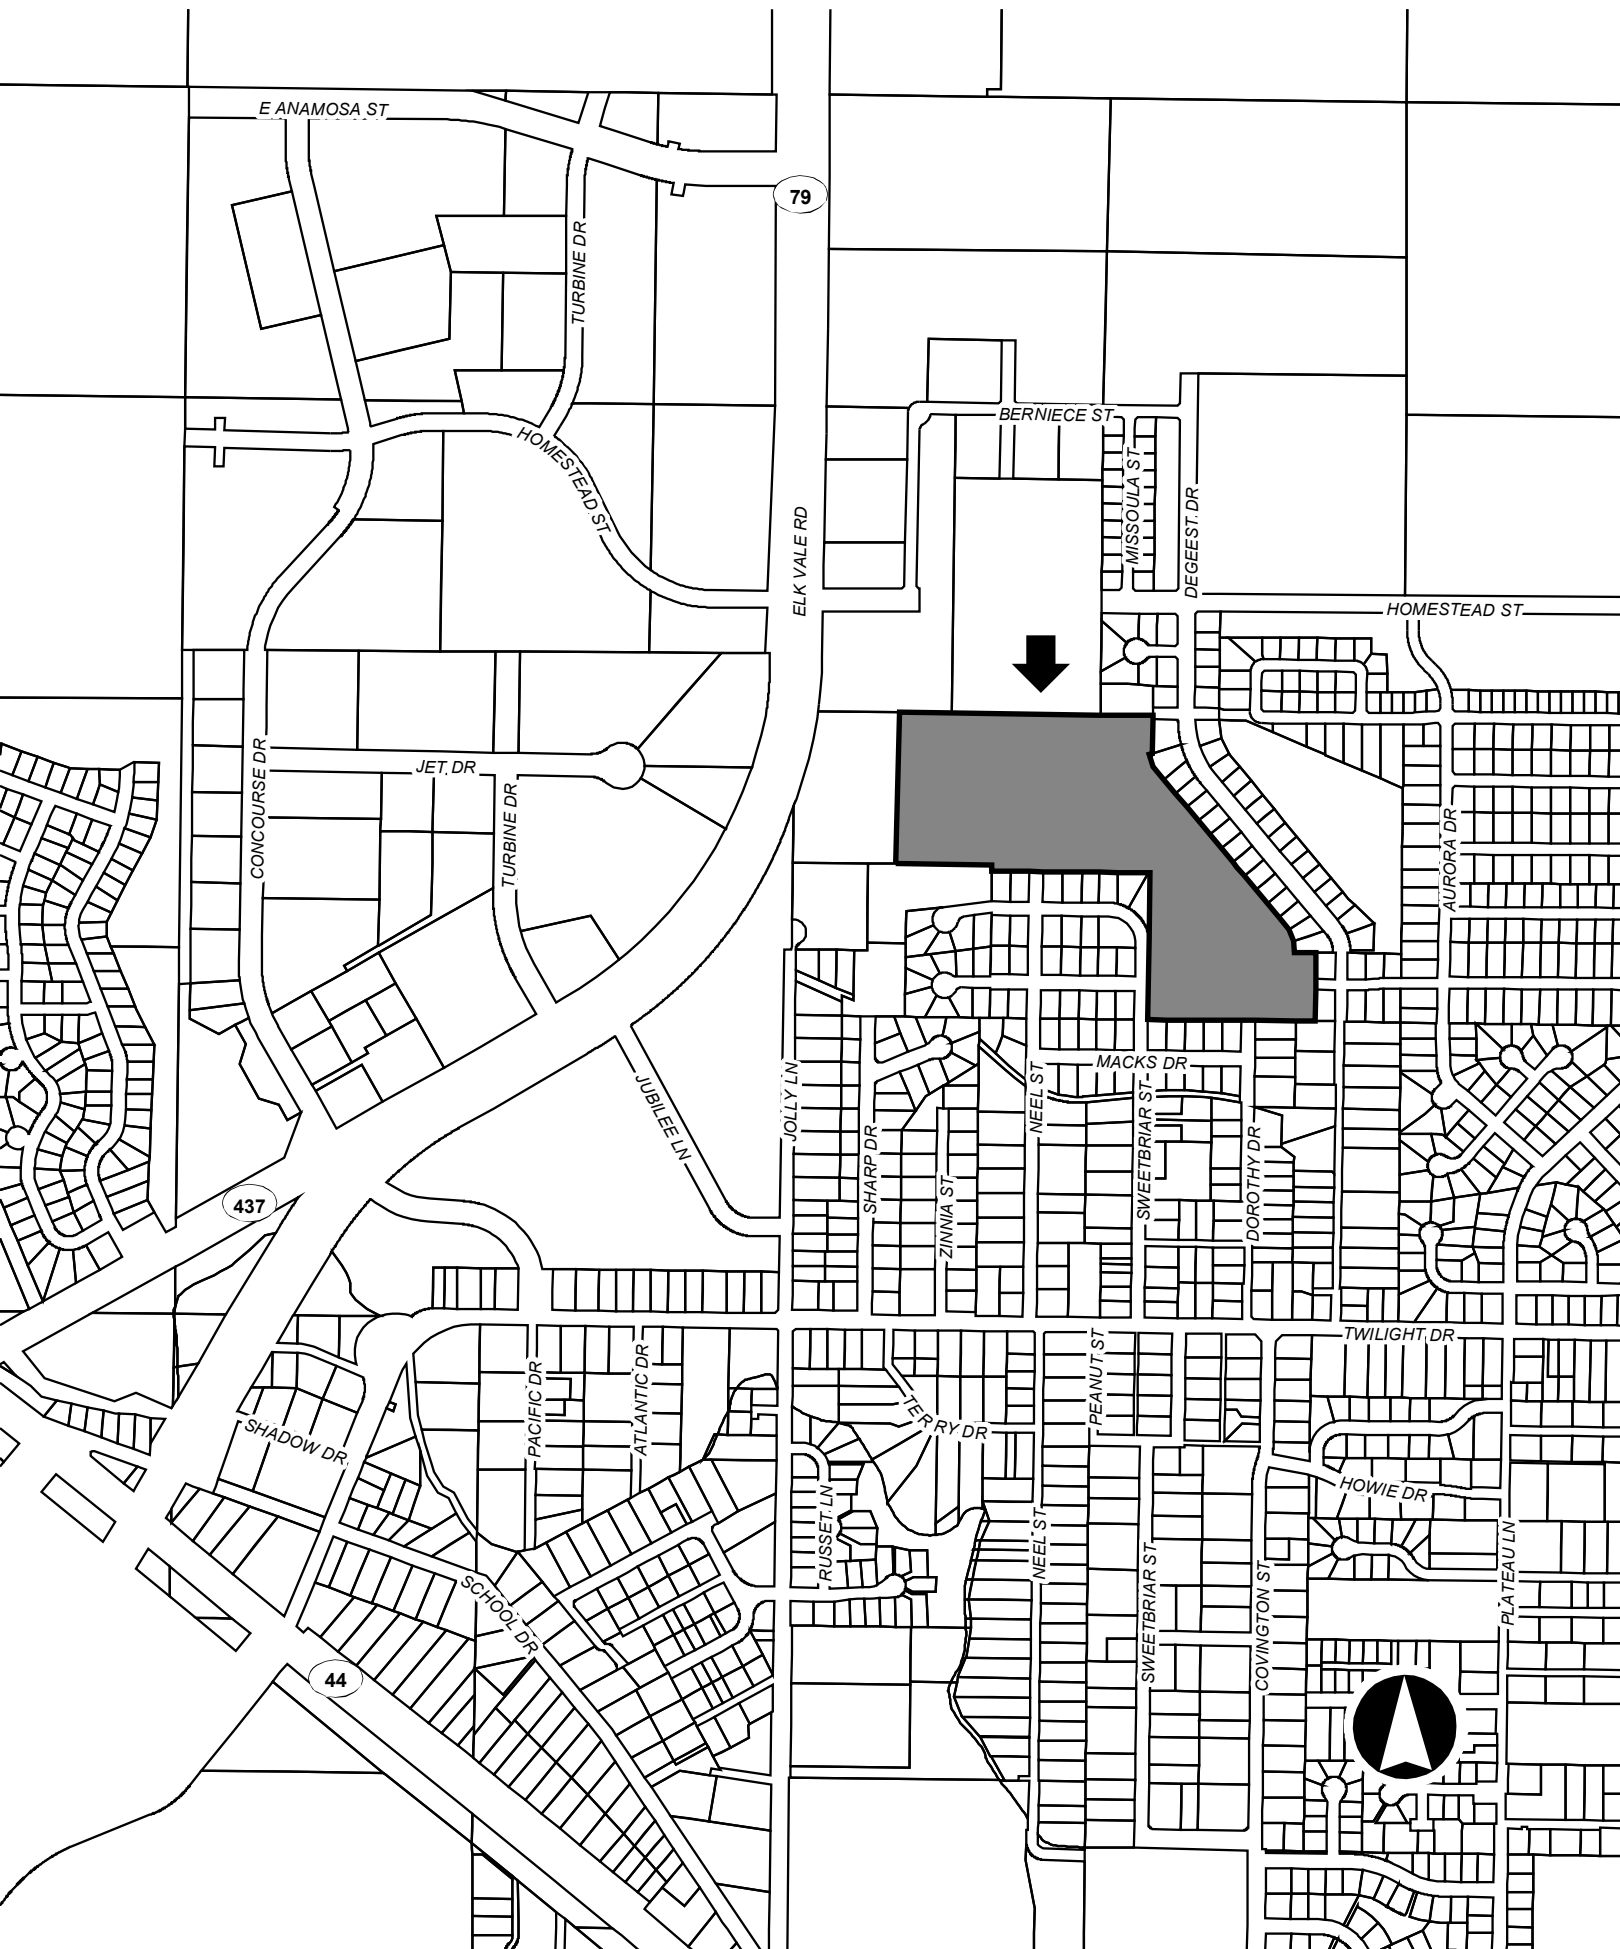 E ANAMOSA ST
79
TURBINE DR
BERNIECE ST
HOMESTEAD ST
MISSOULA ST
DEGEEST DR
ELK VALE RD
HOMESTEAD ST
CONCOURSE DR
JET DR
TURBINE DR
AURORA DR
MACKS DR
JUBILEE LN
JOLLY LN
NEEL ST
SWEETBRIAR ST
SHARP DR
DOROTHY DR
ZINNIA ST
437
TWILIGHT DR
PEANUT ST
PACIFIC DR
ATLANTIC DR
TERRY DR
SHADOW DR
HOWIE DR
RUSSET LN
NEEL ST
PLATEAU LN
SWEETBRIAR ST
COVINGTON ST
SCHOOL DR
44